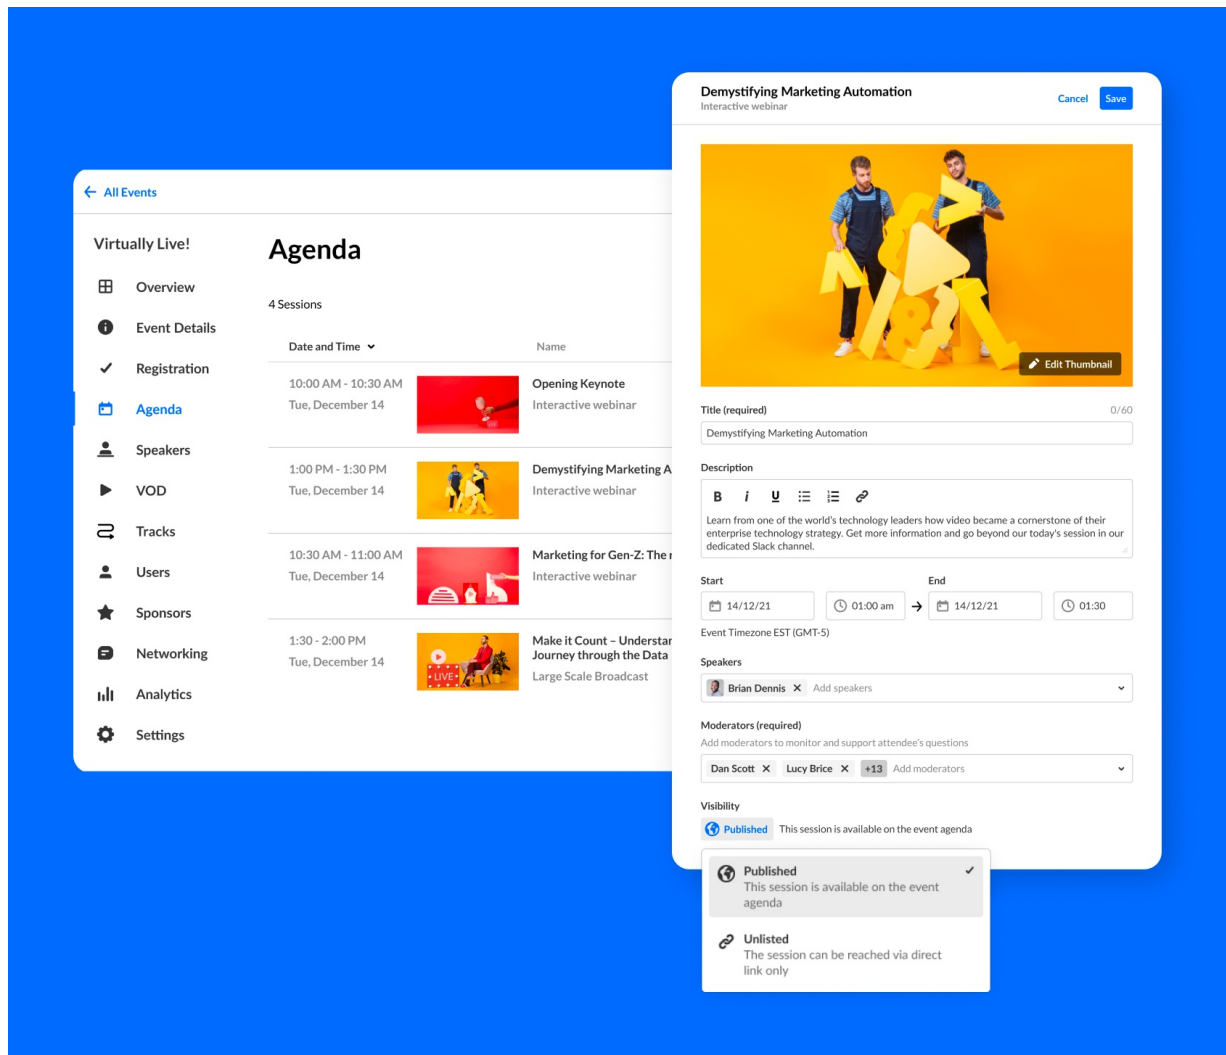 All Events
Virtually Live!
Overview
Event Details
Registration
Agenda
Speakers
VOD
Tracks
Users
Sponsors
Networking
Analytics
Settings
Agenda
4 Sessions
Date and Time
Name
10:00 AM - 10:30 AM
Tue, December 14
Opening Keynote
Interactive webinar
1:00 PM - 1:30 PM
Tue, December 14
Demystifying Marketing A
Interactive webinar
10:30 AM - 11:00 AM
Tue, December 14
Marketing for Gen-Z: The r
Interactive webinar
1:30 - 2:00 PM
Tue, December 14
LIVE
Make it Count – Understan
Journey through the Data
Large Scale Broadcast
Demystifying Marketing Automation
Interactive webinar
Cancel
Save
Edit Thumbnail
Title (required)
0/60
Demystifying Marketing Automation
Description
B i U
Learn from one of the world's technology leaders how video became a cornerstone of their
enterprise technology strategy. Get more information and go beyond our today's session in our
dedicated Slack channel.
Start
End
14/12/21
01:00 am
14/12/21
01:30
Event Timezone EST (GMT-5)
Speakers
Brian Dennis
Add speakers
Moderators (required)
Add moderators to monitor and support attendee's questions
Dan Scott
Lucy Brice
+13
Add moderators
Visibility
Published
This session is available on the event agenda
Published
This session is available on the event
agenda
Unlisted
The session can be reached via direct
link only